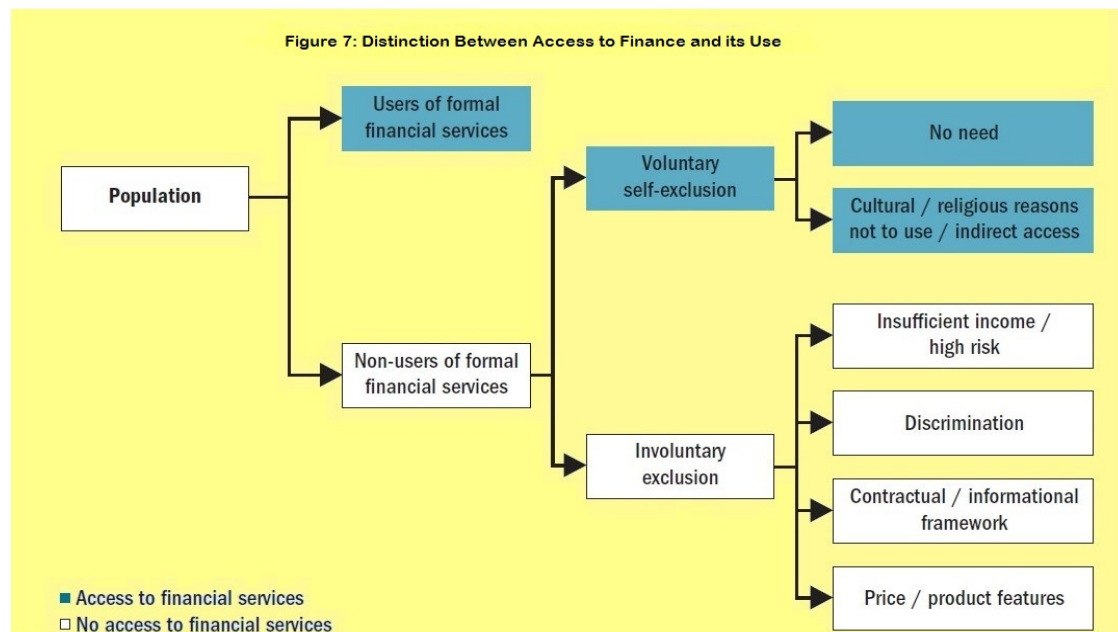 Figure 7: Distinction Between Access to Finance and its Use
Users of formal
financial services
Population
Non-users of formal
financial services
Voluntary
self-exclusion
Involuntary
exclusion
No need
Cultural / religious reasons
not to use / indirect access
Insufficient income /
high risk
Discrimination
Contractual / informational
framework
Price / product features
Access to financial services
No access to financial services